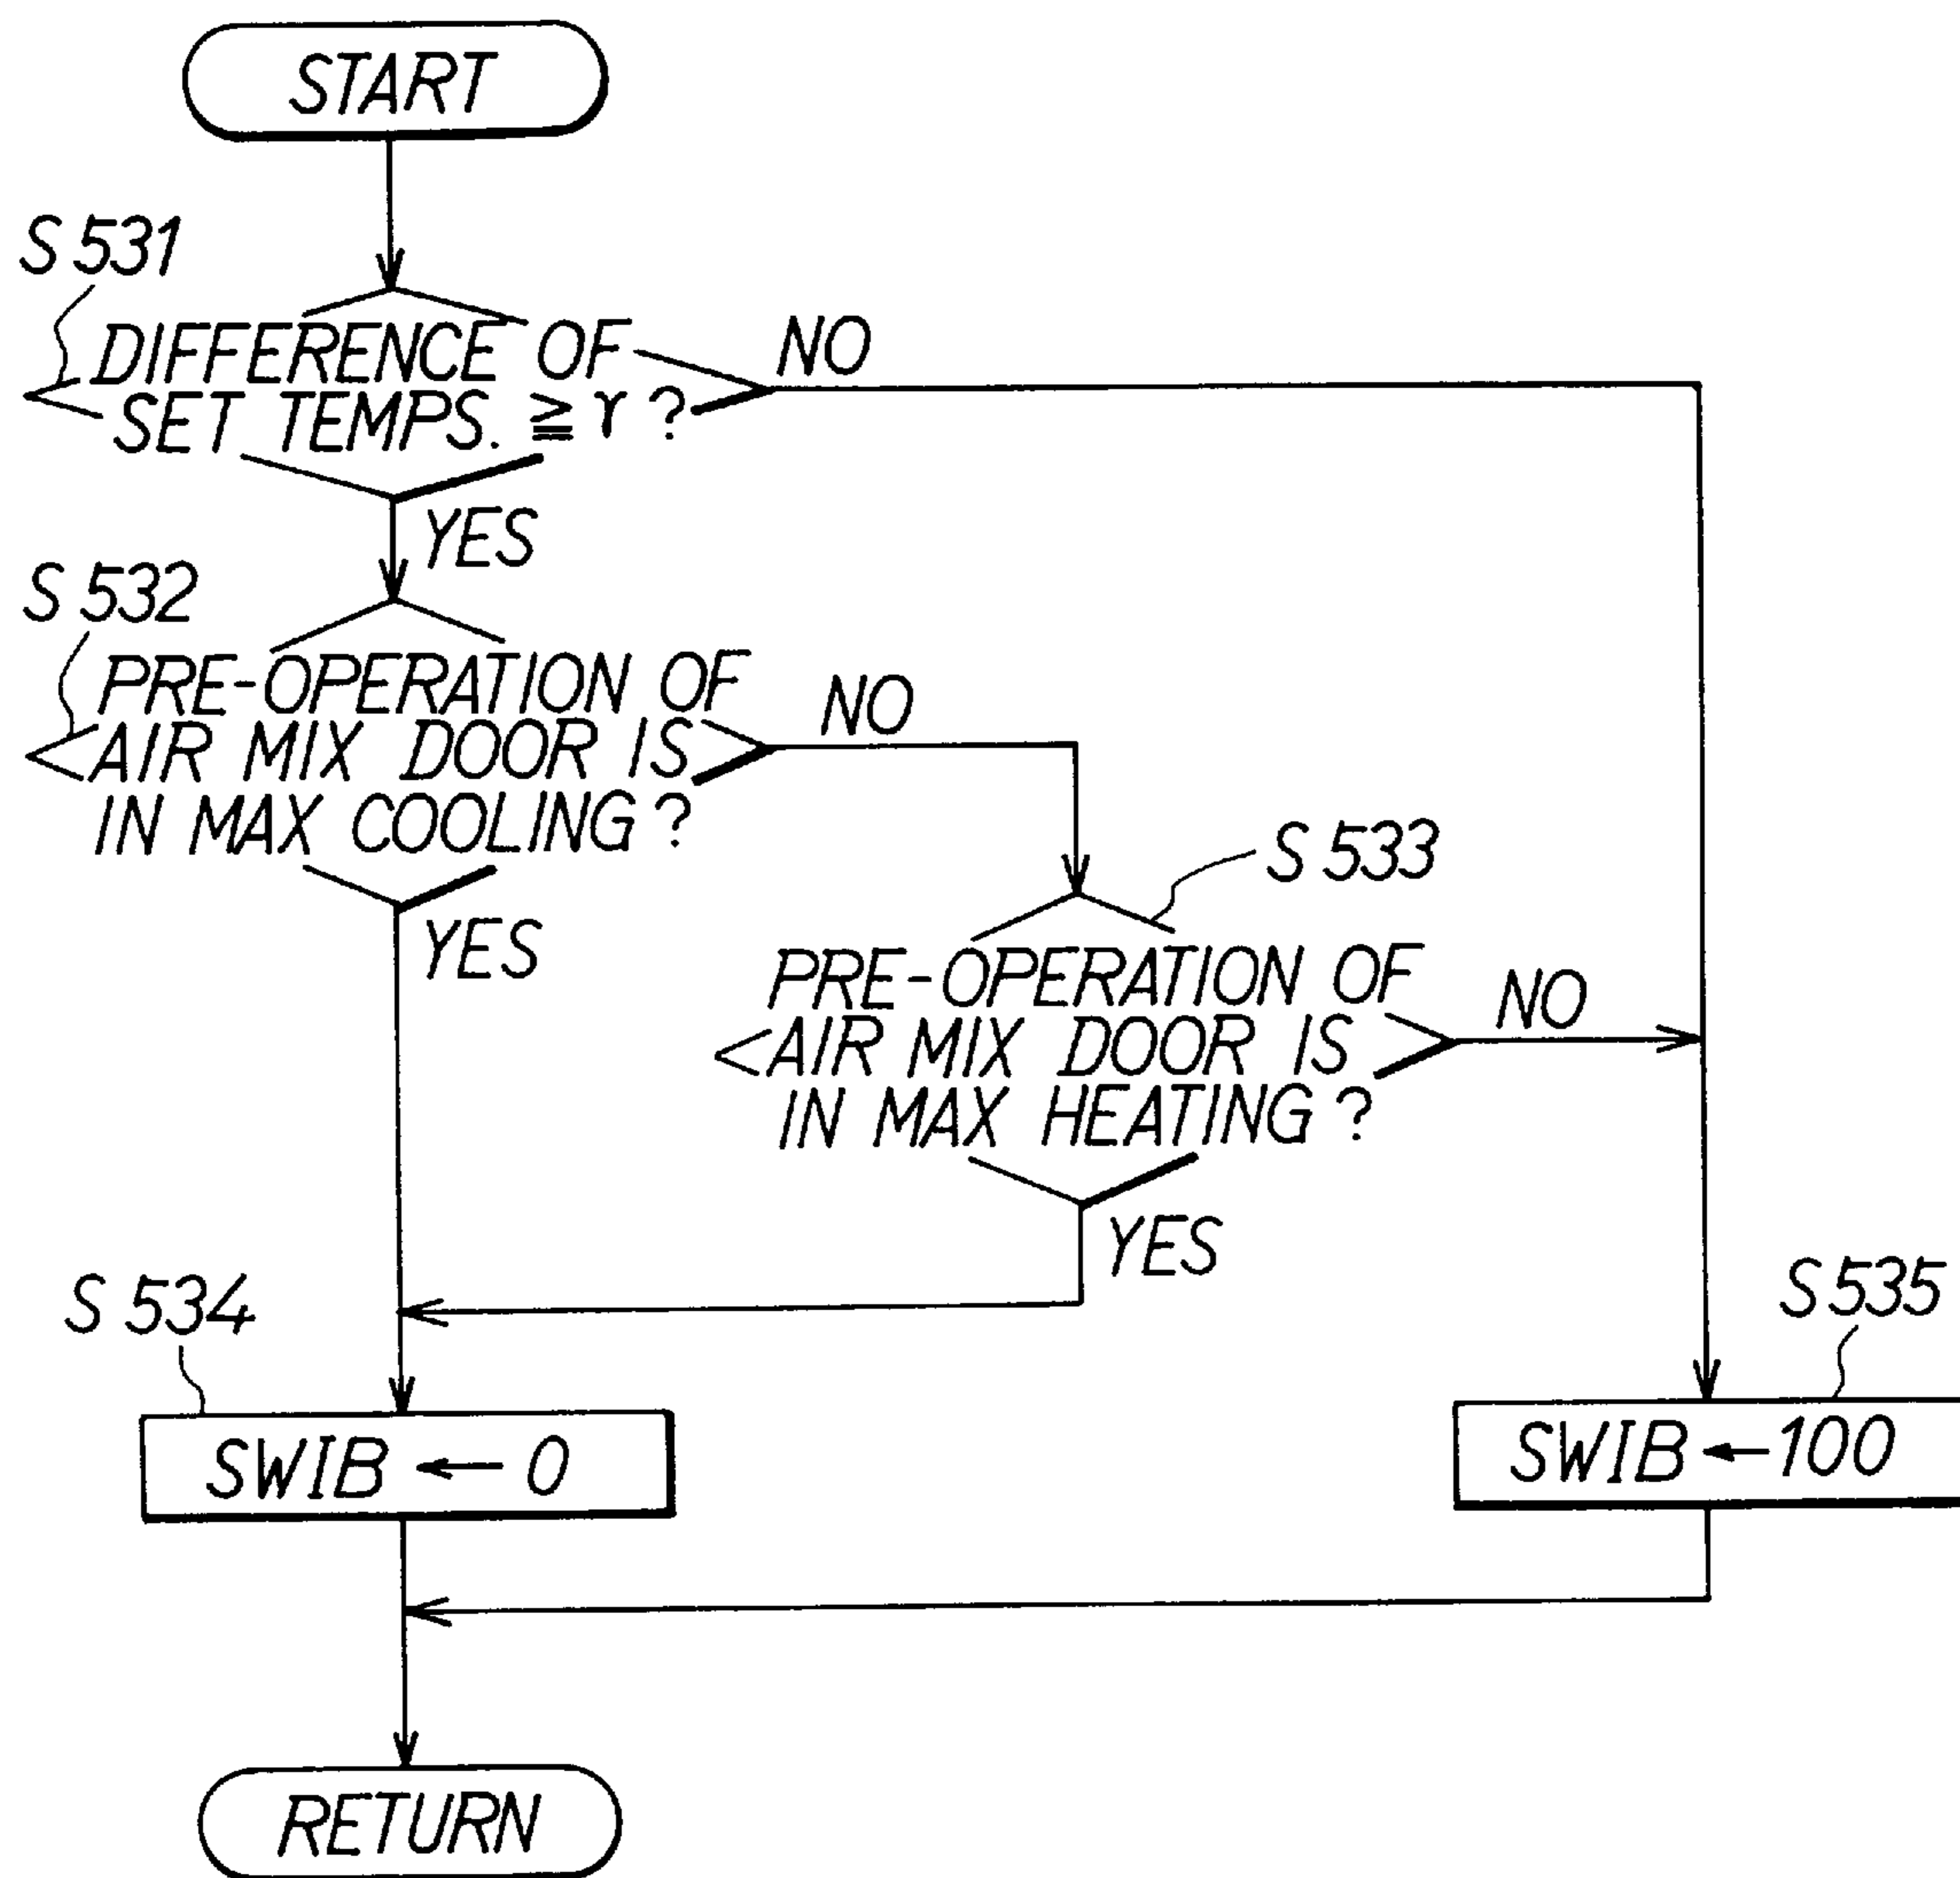 START
S 531
DIFFERENCE OF
SET TEMPS. ≧ γ ?
NO
YES
S 532
PRE-OPERATION OF
AIR MIX DOOR IS
IN MAX COOLING ?
NO
YES
S 533
PRE-OPERATION OF
AIR MIX DOOR IS
IN MAX HEATING ?
NO
YES
S 534
SWIB ← 0
S 535
SWIB ← 100
RETURN